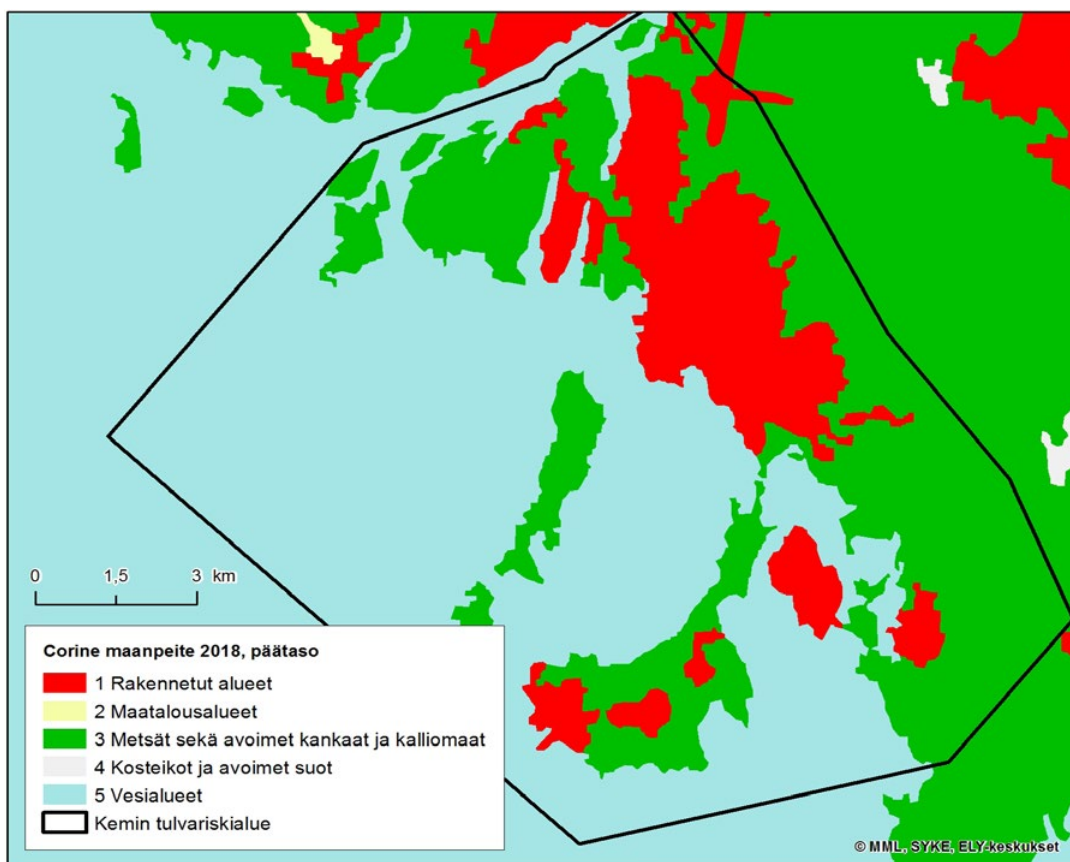 0 1,5 3 km
Corine maanpeite 2018, päätaso
1 Rakennetut alueet
2 Maatalousalueet
3 Metsät sekä avoimet kankaat ja kalliomaat
4 Kosteikot ja avoimet suot
5 Vesialueet
Kemin tulvariskialue
© MML, SYKE, ELY-keskukset